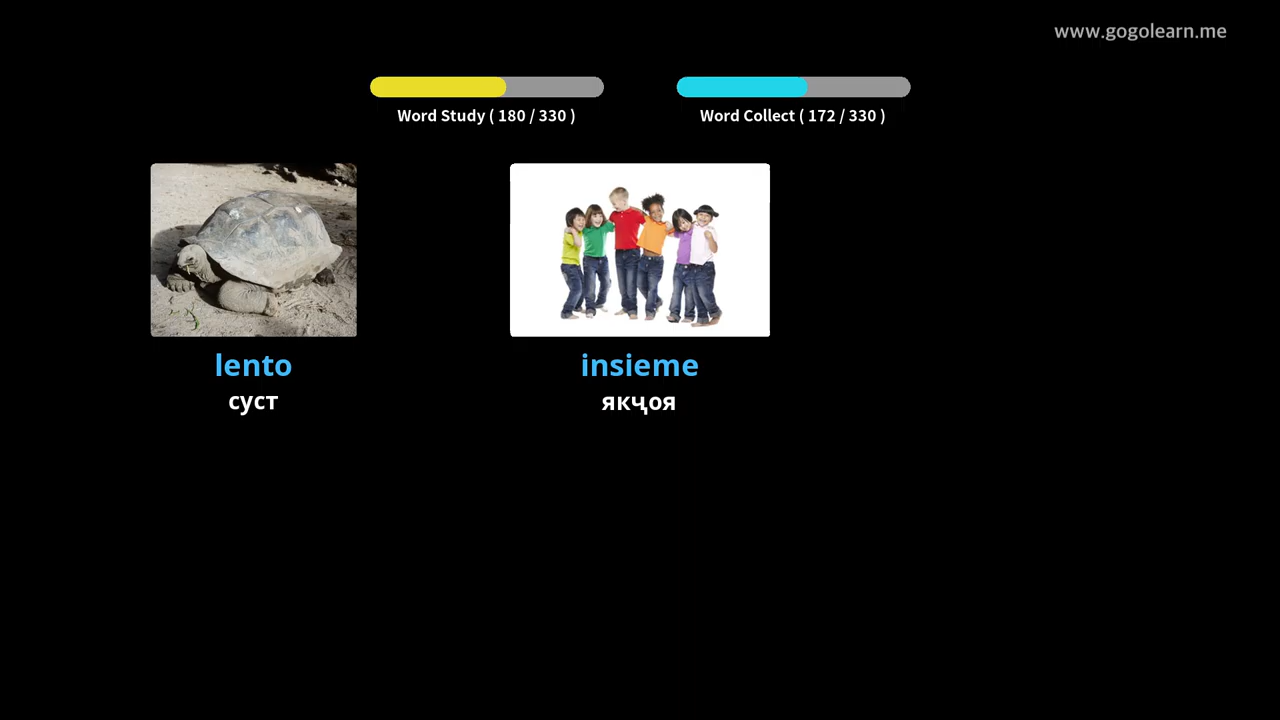 www.gogolearn.me
Word Study ( 180 / 330 )
Word Collect ( 172 / 330 )
lento
insieme
суст
якҷоя